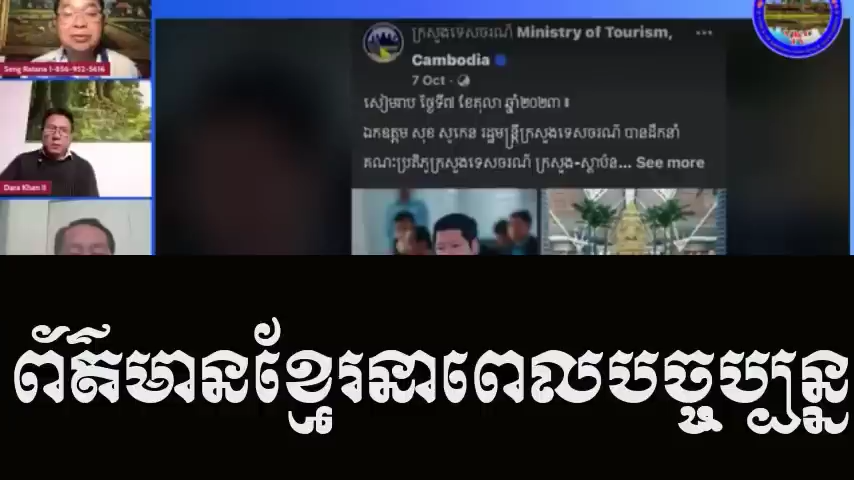 Seng Ratana 1-856-952-5616
Dara Khan II
ក្រសួងទេសចរណ៍ Ministry of Tourism,
Cambodia
7 Oct
សៀមរាប ថ្ងៃទី៧ ខែតុលា ឆ្នាំ២០២៣ ៖
ឯកឧត្តម សុខ សូកេន រដ្ឋមន្ត្រីក្រសួងទេសចរណ៍ បានដឹកនាំ
គណៈប្រតិភូក្រសួងទេសចរណ៍ ក្រសួង-ស្ថាប័ន... See more
ព័ត៌មានខ្មែរនាពេលបច្ចុប្បន្ន